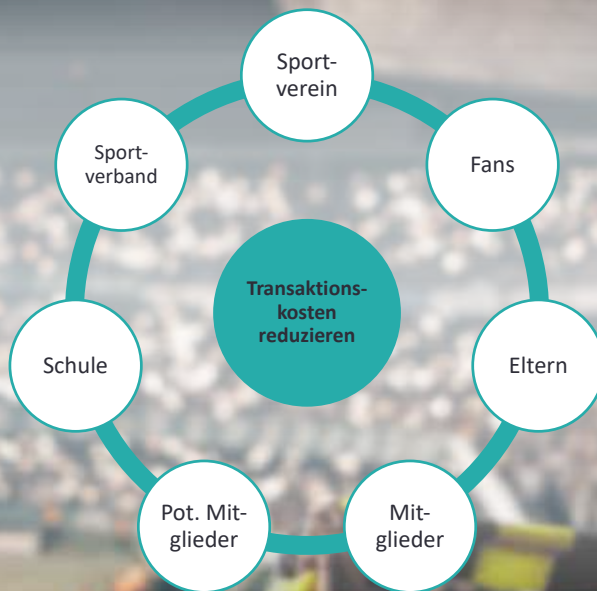 Sport-
verein
Fans
Eltern
Mit-
glieder
Pot. Mit-
glieder
Schule
Sport-
verband
Transaktions-
kosten
reduzieren